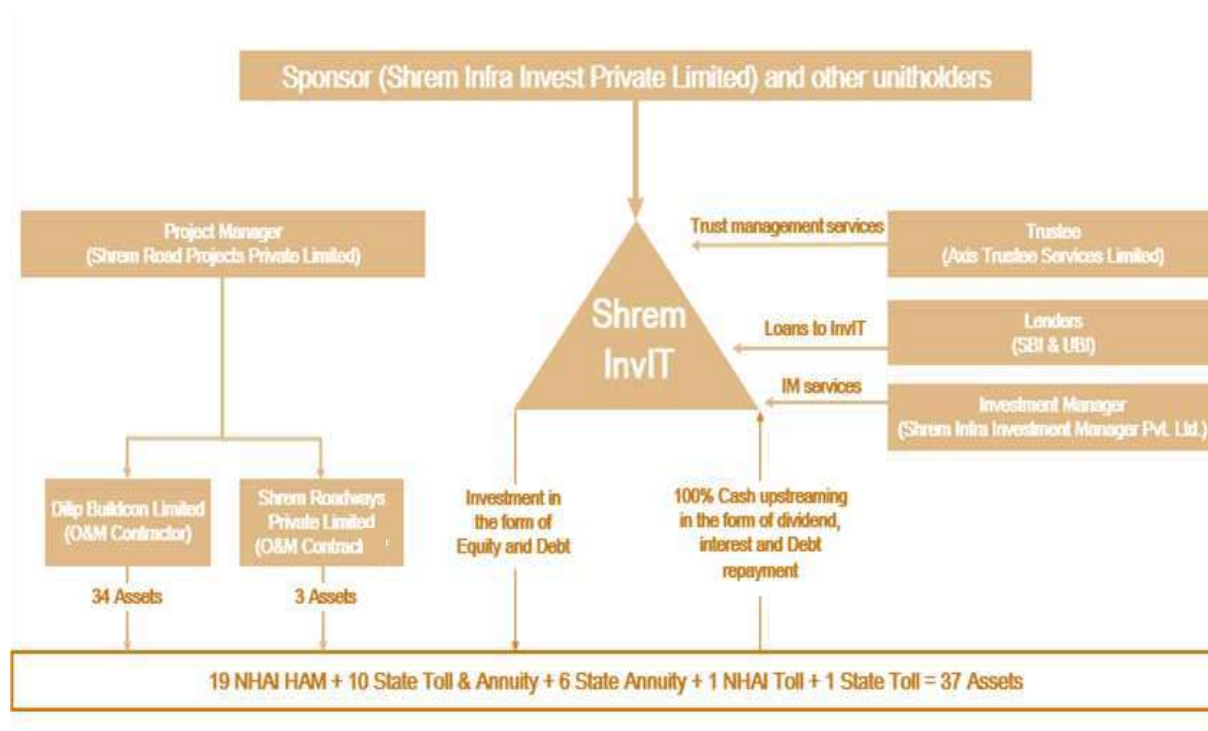 Sponsor (Shrem Infra Invest Private Limited) and other unitholders
Project Manager
(Shrem Road Projects Private Limited)
Trust management services
Trustee
(Axis Trustee Services Limited)
Shrem
InvIT
Loans to InvIT
Lenders
(SBI & UBI)
IM services
Investment Manager
(Shrem Infra Investment Manager Pvt. Ltd.)
Dilip Buildcon Limited
(O&M Contractor)
Shrem Roadways
Private Limited
(O&M Contract
Investment in
the form of
Equity and Debt
100% Cash upstreaming
in the form of dividend,
interest and Debt
repayment
34 Assets
3 Assets
19 NHAI HAM + 10 State Toll & Annuity + 6 State Annuity + 1 NHAI Toll + 1 State Toll = 37 Assets